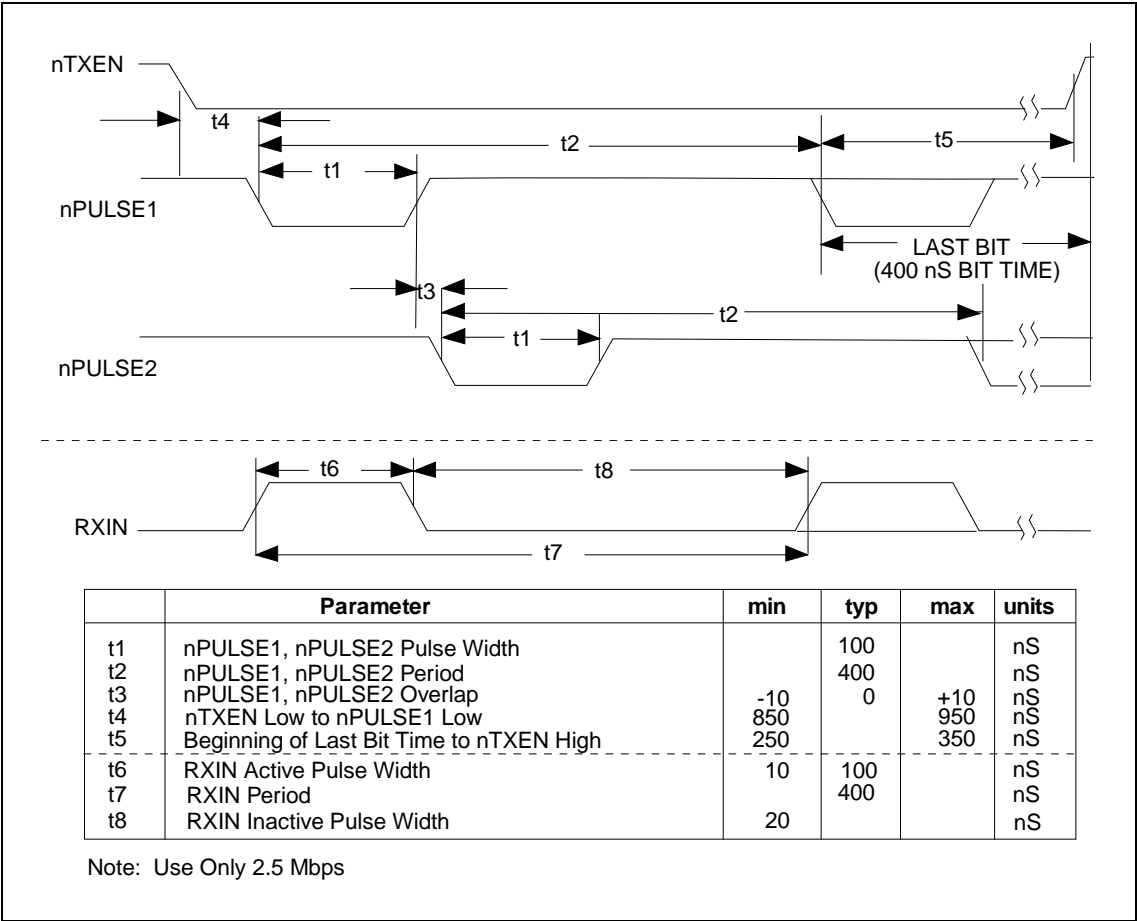 nTXEN
t4
t2
t5
t1
nPULSE1
LAST BIT
(400 nS BIT TIME)
t3
t2
t1
nPULSE2
t6
t8
RXIN
t7
Parameter min typ max units
t1 nPULSE1, nPULSE2 Pulse Width 100 nS
t2 nPULSE1, nPULSE2 Period 400 nS
t3 nPULSE1, nPULSE2 Overlap -10 0 +10 nS
t4 nTXEN Low to nPULSE1 Low 850 950 nS
t5 Beginning of Last Bit Time to nTXEN High 250 350 nS
t6 RXIN Active Pulse Width 10 100 nS
t7 RXIN Period 400 nS
t8 RXIN Inactive Pulse Width 20 nS
Note: Use Only 2.5 Mbps